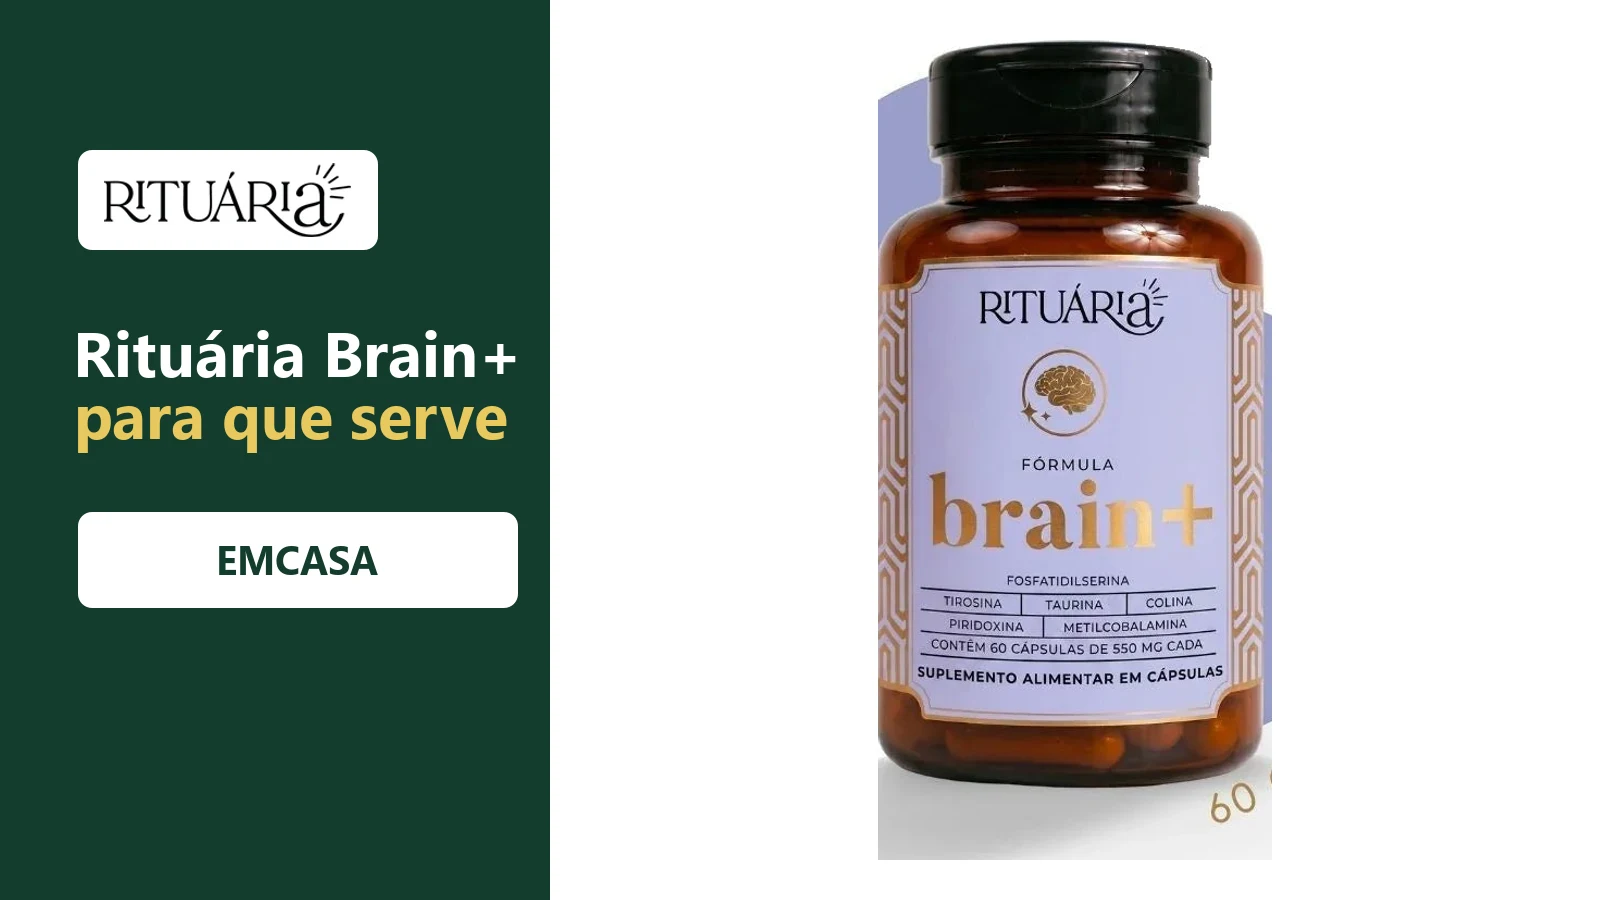 RITUÁRIA
Rituária Brain+
para que serve
EMCASA
RITUÁRIA
FÓRMULA
brain+
FOSFATIDILSERINA
TIROSINA TAURINA COLINA
PIRIDOXINA METILCOBALAMINA
CONTÊM 60 CÁPSULAS DE 550 MG CADA
SUPLEMENTO ALIMENTAR EM CÁPSULAS
60